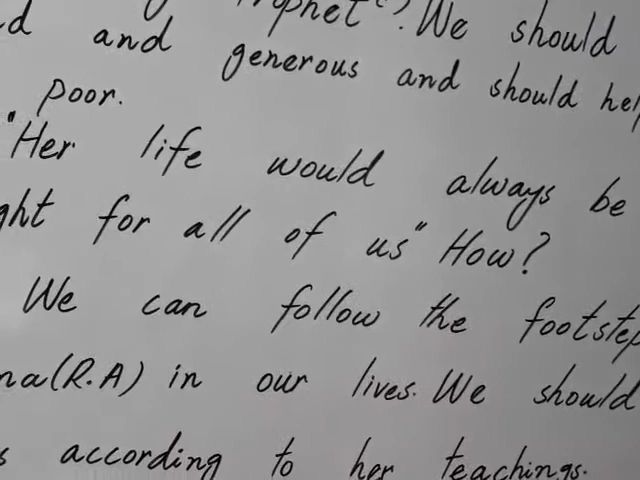 Prophet ? We should
and generous and should help
poor.
"Her life would always be
ght for all of us" How?
We can follow the footstep
na(R.A) in our lives. We should
s according to her teachings.